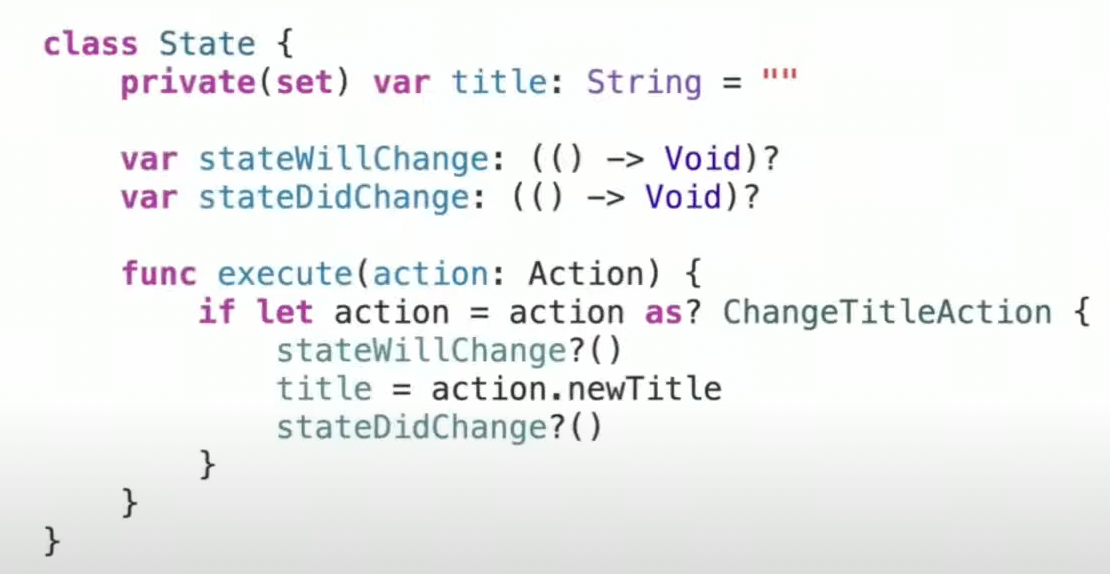 class State {
    private(set) var title: String = ""

    var stateWillChange: (() -> Void)?
    var stateDidChange: (() -> Void)?

    func execute(action: Action) {
        if let action = action as? ChangeTitleAction {
            stateWillChange?()
            title = action.newTitle
            stateDidChange?()
        }
    }
}